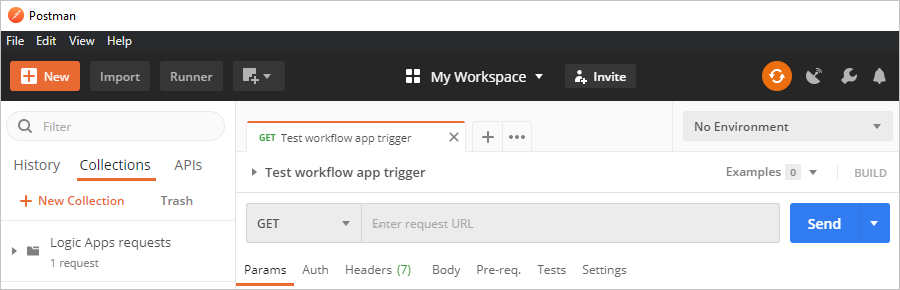 Postman
File Edit View Help
New Import Runner My Workspace Invite
Filter
GET Test workflow app trigger
No Environment
History Collections APIs
Test workflow app trigger Examples 0 BUILD
New Collection Trash
GET Enter request URL Send
Logic Apps requests
1 request
Params Auth Headers (7) Body Pre-req. Tests Settings